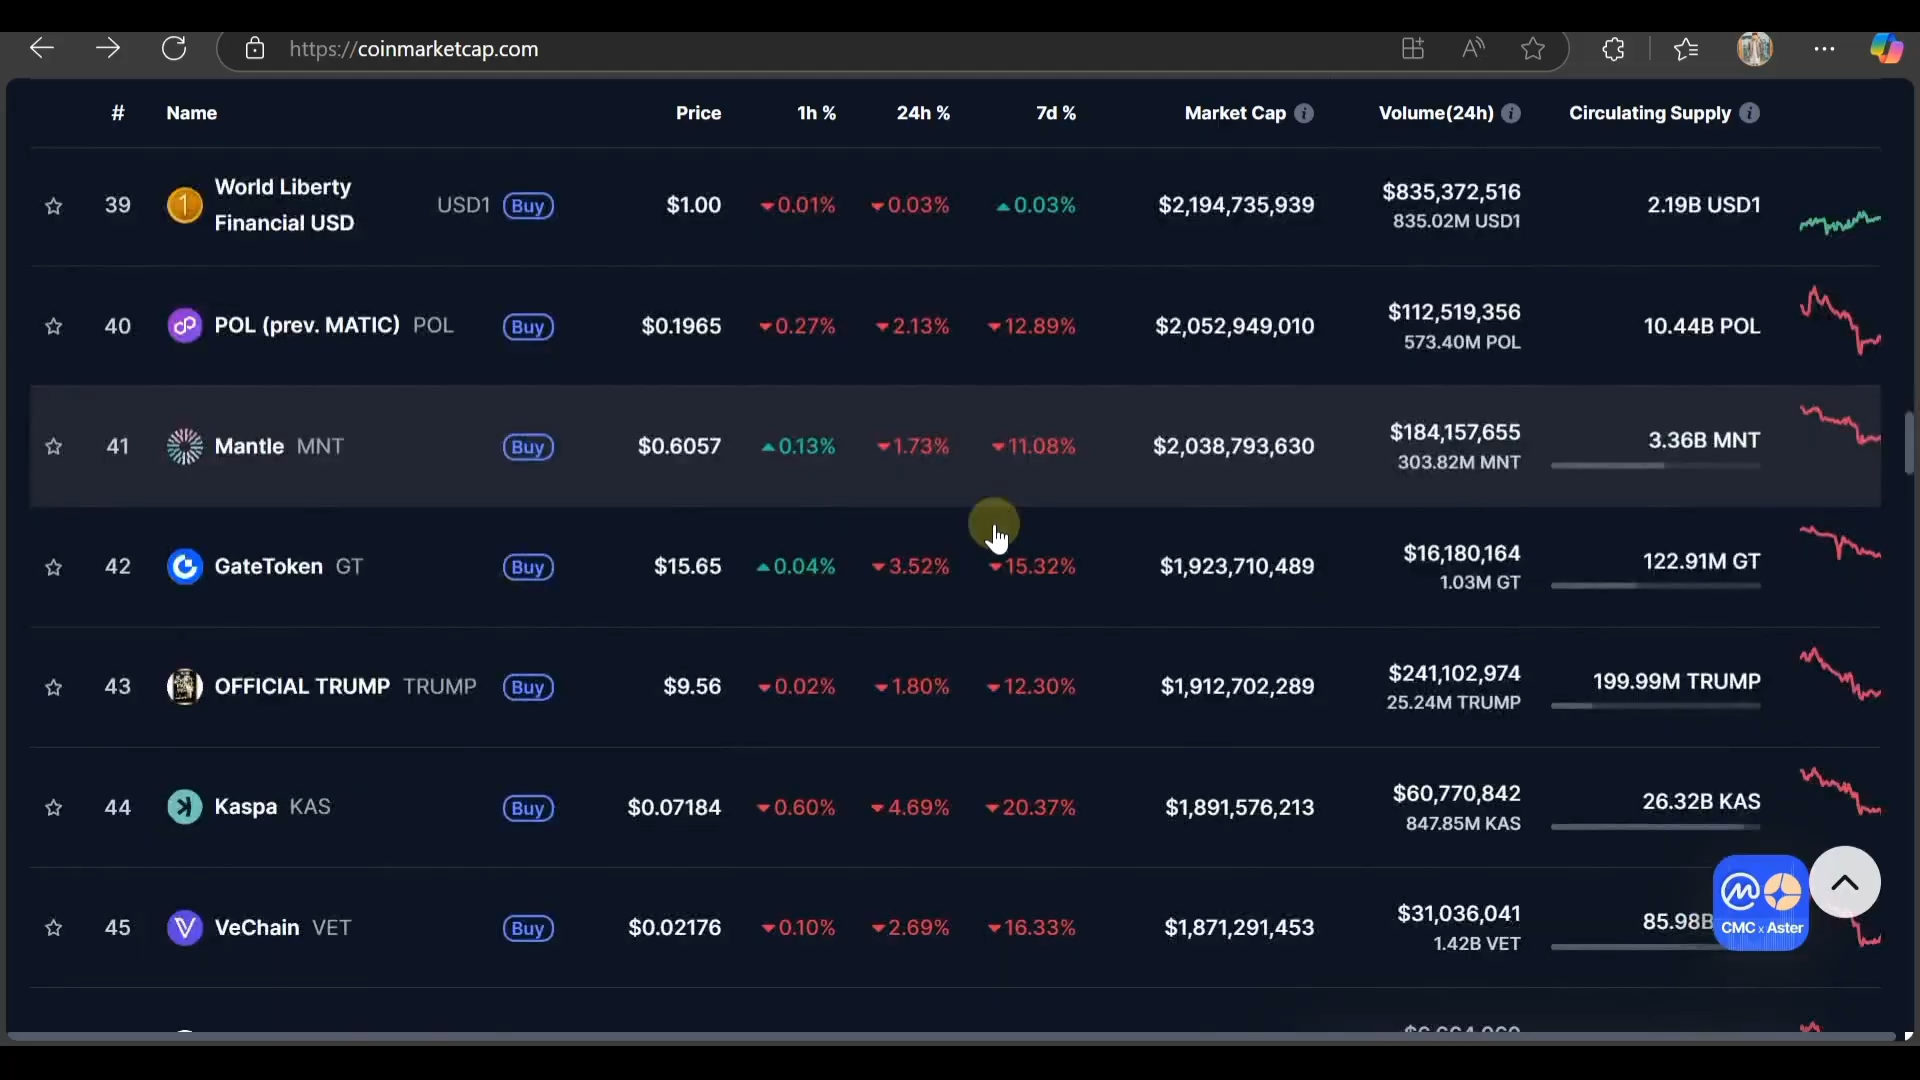 https://coinmarketcap.com
# Name Price 1h % 24h % 7d % Market Cap Volume(24h) Circulating Supply
39 World Liberty Financial USD USD1 Buy $1.00 0.01% 0.03% 0.03% $2,194,735,939 $835,372,516 2.19B USD1
835.02M USD1
40 POL (prev. MATIC) POL Buy $0.1965 0.27% 2.13% 12.89% $2,052,949,010 $112,519,356 10.44B POL
573.40M POL
41 Mantle MNT Buy $0.6057 0.13% 1.73% 11.08% $2,038,793,630 $184,157,655 3.36B MNT
303.82M MNT
42 GateToken GT Buy $15.65 0.04% 3.52% 15.32% $1,923,710,489 $16,180,164 122.91M GT
1.03M GT
43 OFFICIAL TRUMP TRUMP Buy $9.56 0.02% 1.80% 12.30% $1,912,702,289 $241,102,974 199.99M TRUMP
25.24M TRUMP
44 Kaspa KAS Buy $0.07184 0.60% 4.69% 20.37% $1,891,576,213 $60,770,842 26.32B KAS
847.85M KAS
45 VeChain VET Buy $0.02176 0.10% 2.69% 16.33% $1,871,291,453 $31,036,041 85.98B
1.42B VET
CMC x Aster